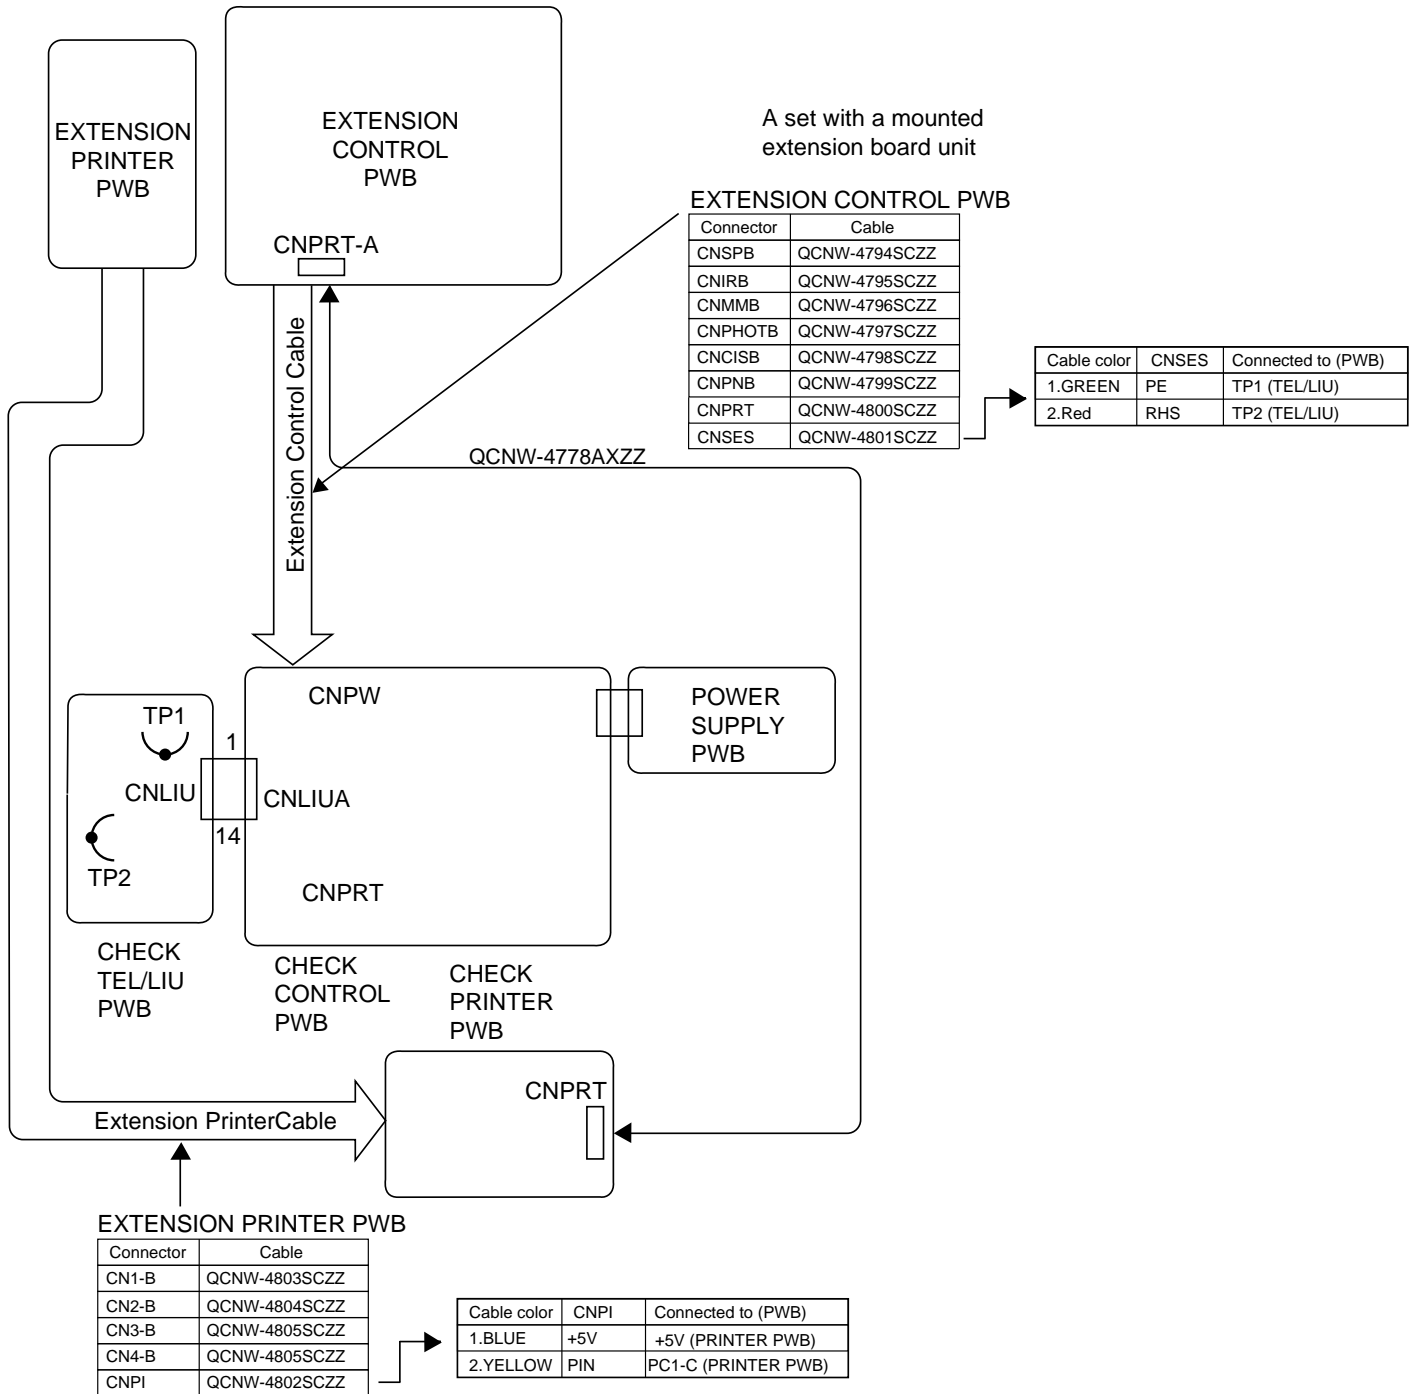 EXTENSION
PRINTER
PWB
EXTENSION
CONTROL
PWB
CNPRT-A
A set with a mounted
extension board unit
EXTENSION CONTROL PWB
Connector Cable
CNSPB QCNW-4794SCZZ
CNIRB QCNW-4795SCZZ
CNMMB QCNW-4796SCZZ
CNPHOTB QCNW-4797SCZZ
CNCISB QCNW-4798SCZZ
CNPNB QCNW-4799SCZZ
CNPRT QCNW-4800SCZZ
CNSES QCNW-4801SCZZ
Cable color CNSES Connected to (PWB)
1.GREEN PE TP1 (TEL/LIU)
2.Red RHS TP2 (TEL/LIU)
Extension Control Cable
QCNW-4778AXZZ
CNPW
POWER
SUPPLY
PWB
TP1
1
CNLIU
CNLIUA
14
TP2
CNPRT
CHECK
TEL/LIU
PWB
CHECK
CONTROL
PWB
CHECK
PRINTER
PWB
CNPRT
Extension PrinterCable
EXTENSION PRINTER PWB
Connector Cable
CN1-B QCNW-4803SCZZ
CN2-B QCNW-4804SCZZ
CN3-B QCNW-4805SCZZ
CN4-B QCNW-4805SCZZ
CNPI QCNW-4802SCZZ
Cable color CNPI Connected to (PWB)
1.BLUE +5V +5V (PRINTER PWB)
2.YELLOW PIN PC1-C (PRINTER PWB)